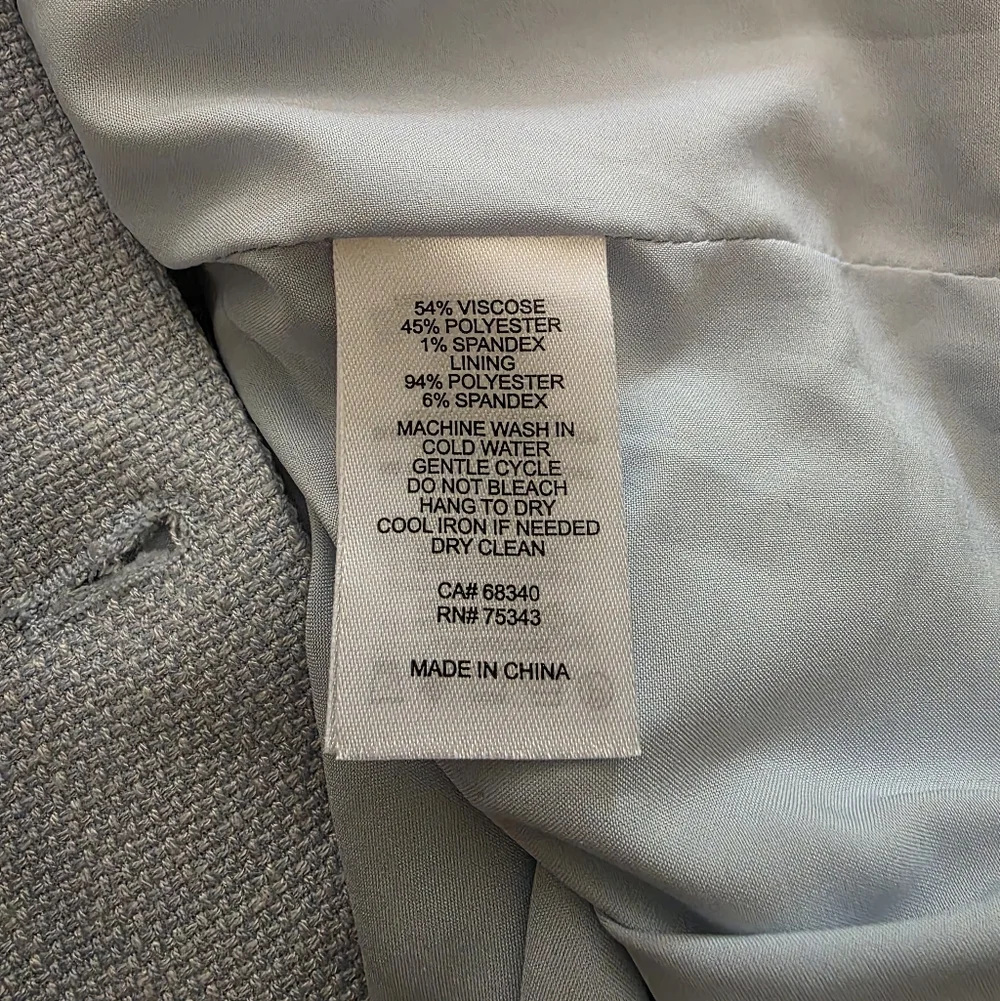 54% VISCOSE
45% POLYESTER
1% SPANDEX
LINING
94% POLYESTER
6% SPANDEX
MACHINE WASH IN
COLD WATER
GENTLE CYCLE
DO NOT BLEACH
HANG TO DRY
COOL IRON IF NEEDED
DRY CLEAN
CA# 68340
RN# 75343
MADE IN CHINA